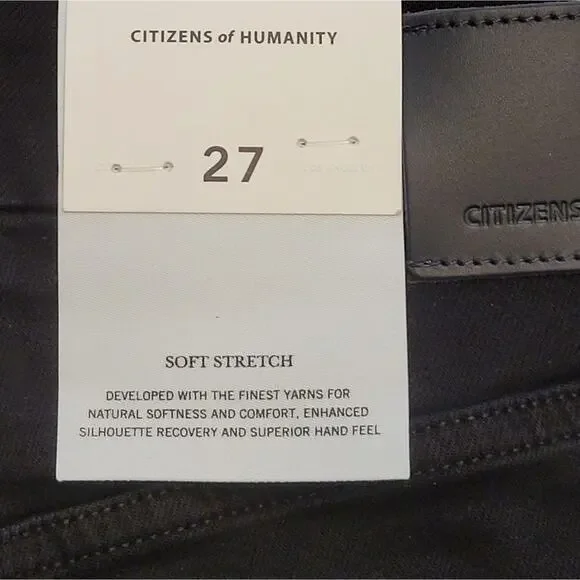 CITIZENS of HUMANITY
27
CITIZENS
SOFT STRETCH
DEVELOPED WITH THE FINEST YARNS FOR
NATURAL SOFTNESS AND COMFORT, ENHANCED
SILHOUETTE RECOVERY AND SUPERIOR HAND FEEL